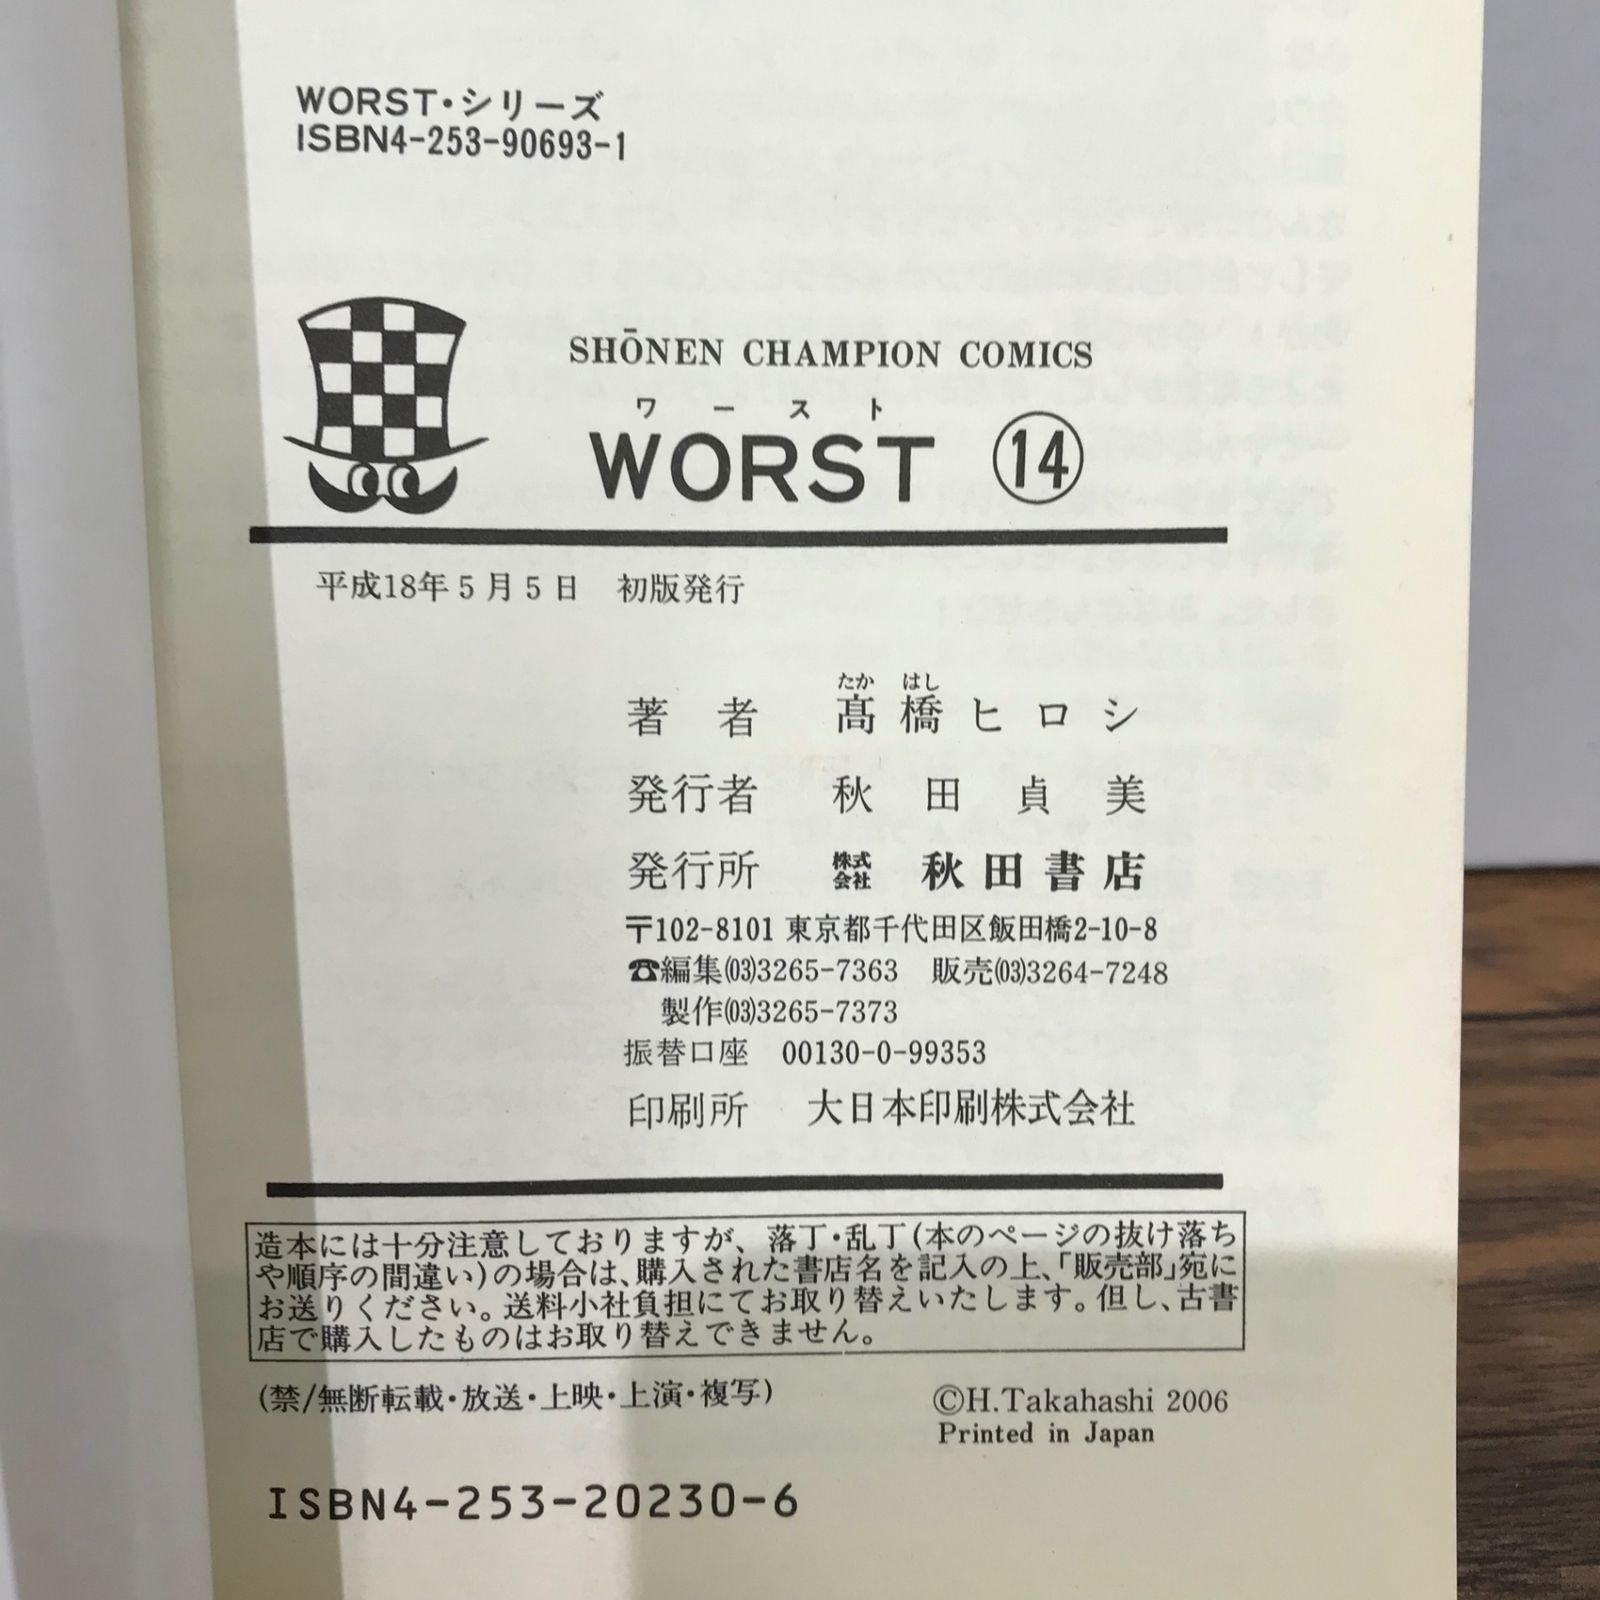 WORST・シリーズ
ISBN4-253-90693-1
SHŌNEN CHAMPION COMICS
ワースト
WORST ⑭
平成18年5月5日 初版発行
たか はし
著者 髙橋ヒロシ
発行者 秋田貞美
発行所 株式会社 秋田書店
〒102-8101 東京都千代田区飯田橋2-10-8
☎編集(03)3265-7363 販売(03)3264-7248
製作(03)3265-7373
振替口座 00130-0-99353
印刷所 大日本印刷株式会社
造本には十分注意しておりますが、落丁・乱丁(本のページの抜け落ち
や順序の間違い)の場合は、購入された書店名を記入の上、「販売部」宛に
お送りください。送料小社負担にてお取り替えいたします。但し、古書
店で購入したものはお取り替えできません。
(禁/無断転載・放送・上映・上演・複写)
©H.Takahashi 2006
Printed in Japan
ISBN4-253-20230-6